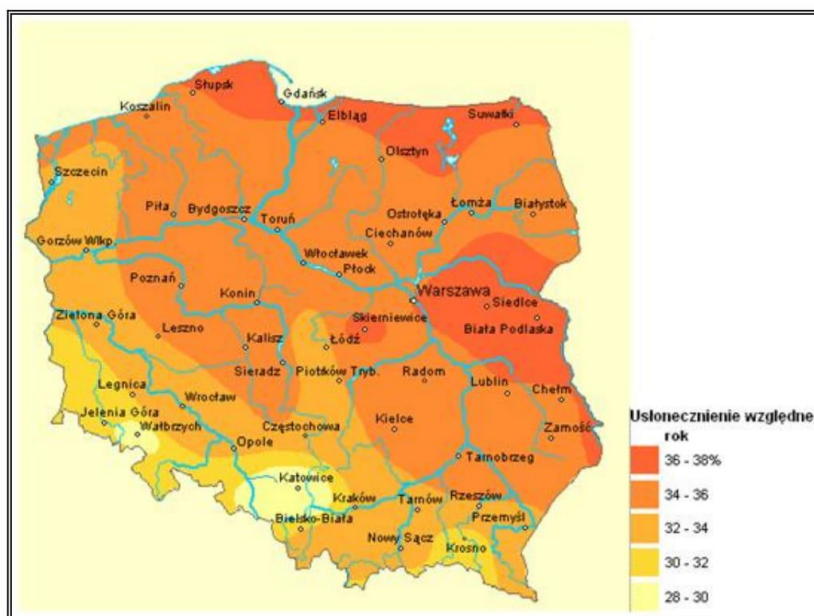 Słupsk
Gdańsk
Koszalin
Elbląg
Suwałki
Olsztyn
Szczecin
Piła
Bydgoszcz
Toruń
Ostrołęka
Łomża
Białystok
Ciechanów
Gorzów Wlkp.
Włocławek
Płock
Poznań
Konin
Warszawa
Siedlce
Zielona Góra
Skierniewice
Biała Podlaska
Leszno
Kalisz
Łódź
Sieradz
Piotrków Tryb.
Radom
Lublin
Chełm
Legnica
Wrocław
Jelenia Góra
Wałbrzych
Częstochowa
Kielce
Zamość
Opole
Tarnobrzeg
Katowice
Kraków
Tarnów
Rzeszów
Przemyśl
Bielsko-Biała
Nowy Sącz
Krosno
Usłonecznienie względne
rok
36 - 38%
34 - 36
32 - 34
30 - 32
28 - 30